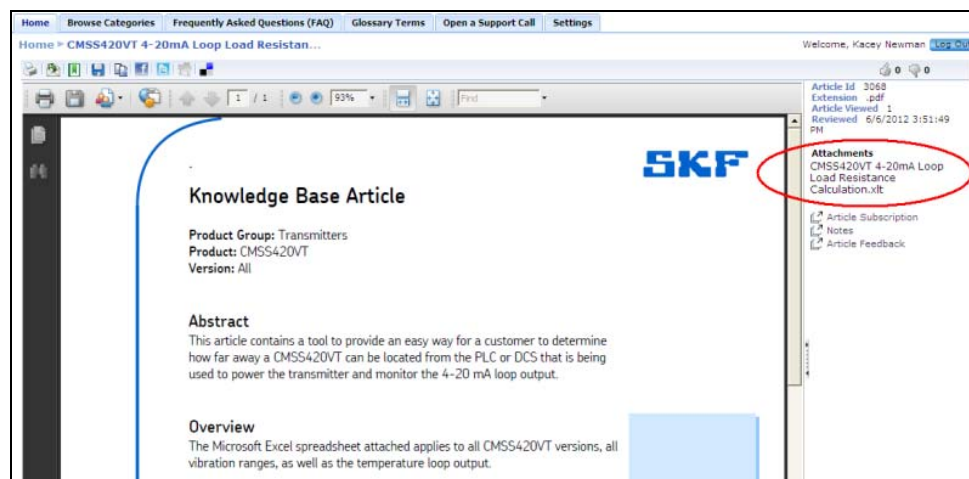 Home Browse Categories Frequently Asked Questions (FAQ) Glossary Terms Open a Support Call Settings
Home ▸ CMSS420VT 4-20mA Loop Load Resistan...
Welcome, Kacey Newman Log Ou
0 0
1 / 1 93% Find
Article Id 3068
Extension .pdf
Article Viewed 1
Reviewed 6/6/2012 3:51:49
PM
Attachments
CMSS420VT 4-20mA Loop
Load Resistance
Calculation.xlt
Article Subscription
Notes
Article Feedback
SKF
Knowledge Base Article
Product Group: Transmitters
Product: CMSS420VT
Version: All
Abstract
This article contains a tool to provide an easy way for a customer to determine
how far away a CMSS420VT can be located from the PLC or DCS that is being
used to power the transmitter and monitor the 4-20 mA loop output.
Overview
The Microsoft Excel spreadsheet attached applies to all CMSS420VT versions, all
vibration ranges, as well as the temperature loop output.